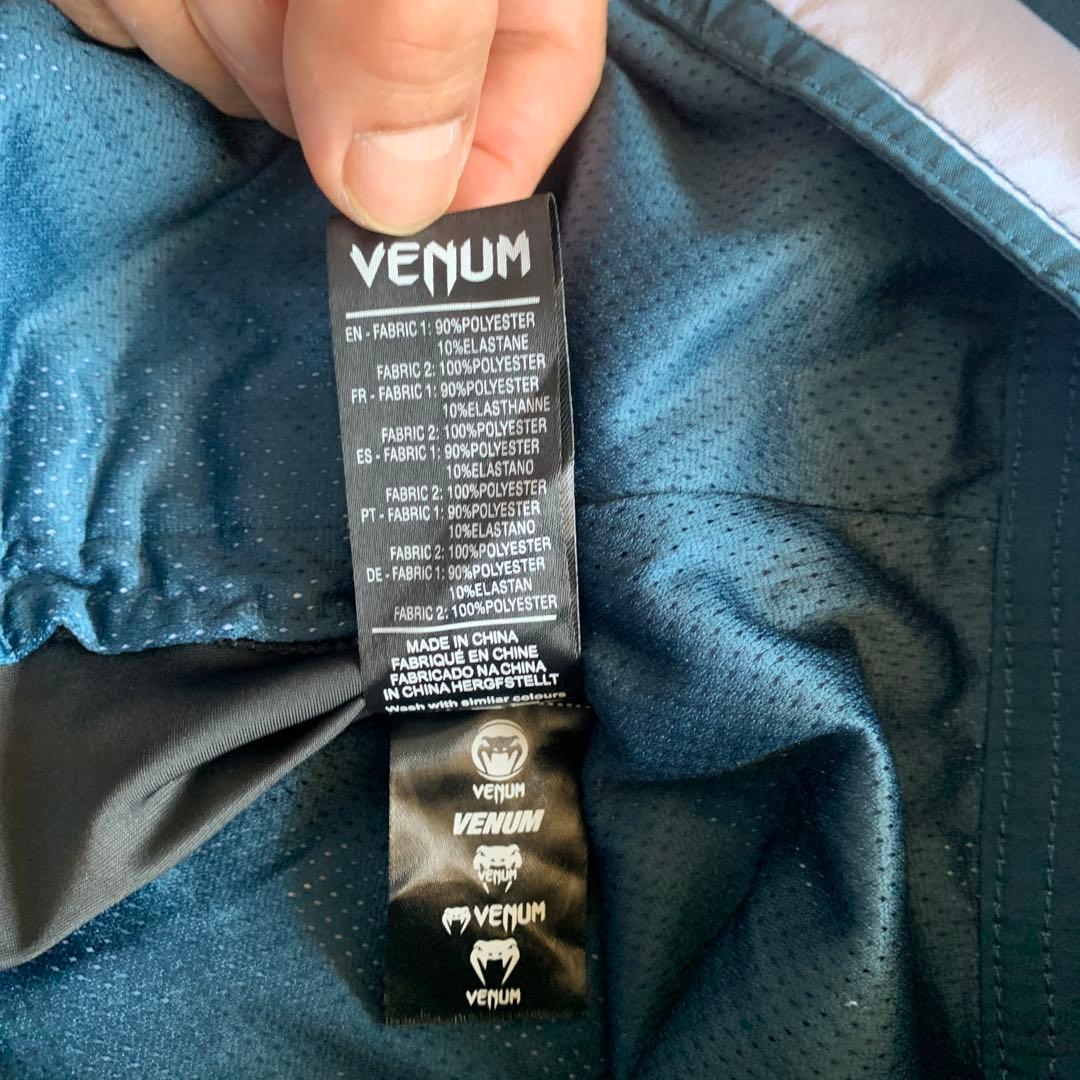 VENUM
EN - FABRIC 1: 90%POLYESTER
10%ELASTANE
FABRIC 2: 100%POLYESTER
FR - FABRIC 1: 90%POLYESTER
10%ELASTHANNE
FABRIC 2: 100%POLYESTER
ES - FABRIC 1: 90%POLYESTER
10%ELASTANO
FABRIC 2: 100%POLYESTER
PT - FABRIC 1: 90%POLYESTER
10%ELASTANO
FABRIC 2: 100%POLYESTER
DE - FABRIC 1: 90%POLYESTER
10%ELASTAN
FABRIC 2: 100%POLYESTER
MADE IN CHINA
FABRIQUÉ EN CHINE
FABRICADO NA CHINA
IN CHINA HERGFSTELLT
Wash with similar colours
VENUM
VENUM
VENUM
VENUM
VENUM